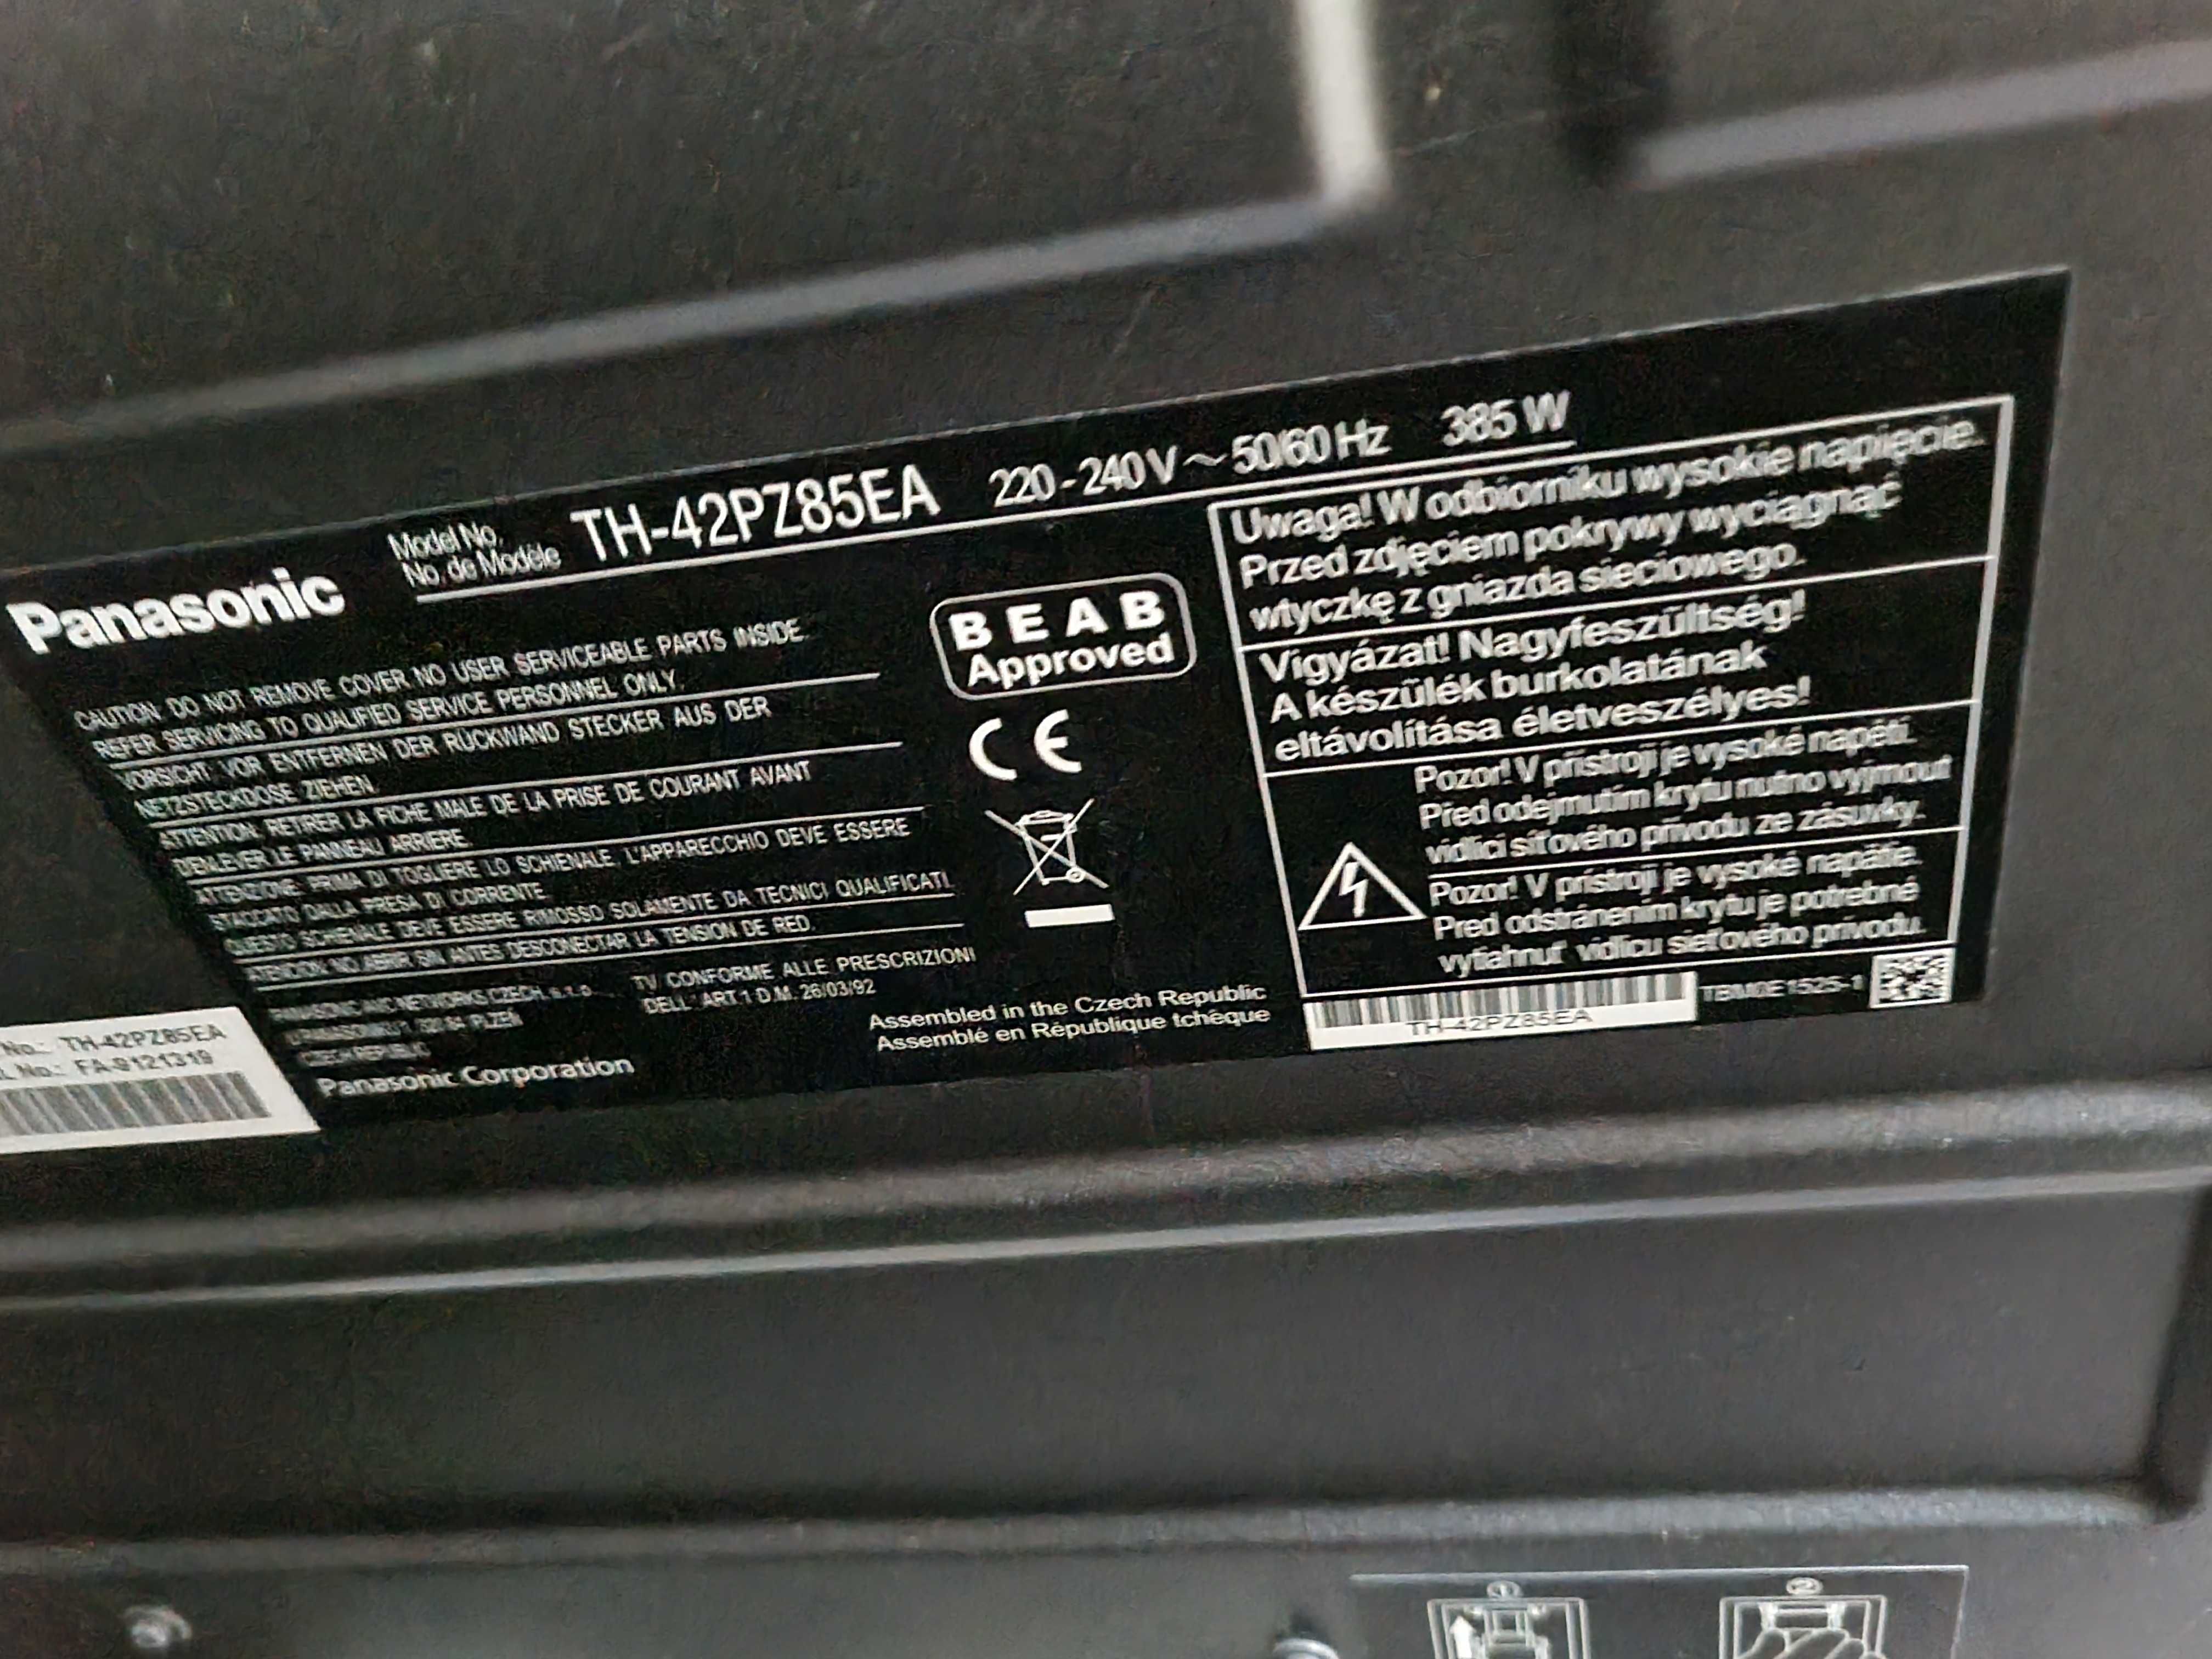 Panasonic
Model No.
No. de Modèle
TH-42PZ85EA
220-240V ~ 50/60 Hz 385 W
CAUTION DO NOT REMOVE COVER NO USER SERVICEABLE PARTS INSIDE.
REFER SERVICING TO QUALIFIED SERVICE PERSONNEL ONLY.
VORSICHT: VOR ENTFERNEN DER RÜCKWAND STECKER AUS DER
NETZSTECKDOSE ZIEHEN.
ATTENTION: RETIRER LA FICHE MALE DE LA PRISE DE COURANT AVANT
D'ENLEVER LE PANNEAU ARRIERE.
ATTENZIONE: PRIMA DI TOGLIERE LO SCHIENALE L'APPARECCHIO DEVE ESSERE
STACCATO DALLA PRESA DI CORRENTE.
QUESTO SCHIENALE DEVE ESSERE RIMOSSO SOLAMENTE DA TECNICI QUALIFICATI.
ATENCION: NO ABRIR SIN ANTES DESCONECTAR LA TENSION DE RED.
PANASONIC AVC NETWORKS CZECH, s.r.o.
PLZEŇ
CZECH REPUBLIC
TV CONFORME ALLE PRESCRIZIONI
DELL' ART.1 D.M. 26/03/92
Panasonic Corporation
Assembled in the Czech Republic
Assemblé en République tchèque
BEAB
Approved
CE
Uwaga! W odbiorniku wysokie napięcie.
Przed zdjęciem pokrywy wyciągnąć
wtyczkę z gniazda sieciowego.
Vigyázat! Nagyfeszültség!
A készülék burkolatának
eltávolítása életveszélyes!
Pozor! V přístroji je vysoké napětí.
Před odejmutím krytu nutno vyjmout
vidlici síťového přívodu ze zásuvky.
Pozor! V prístroji je vysoké napätie.
Pred odstránením krytu je potrebné
vytiahnuť vidlicu sieťového prívodu.
TH-42PZ85EA
TBM0E1525-1
No.: TH-42PZ85EA
No.: FA-9121319
1
2